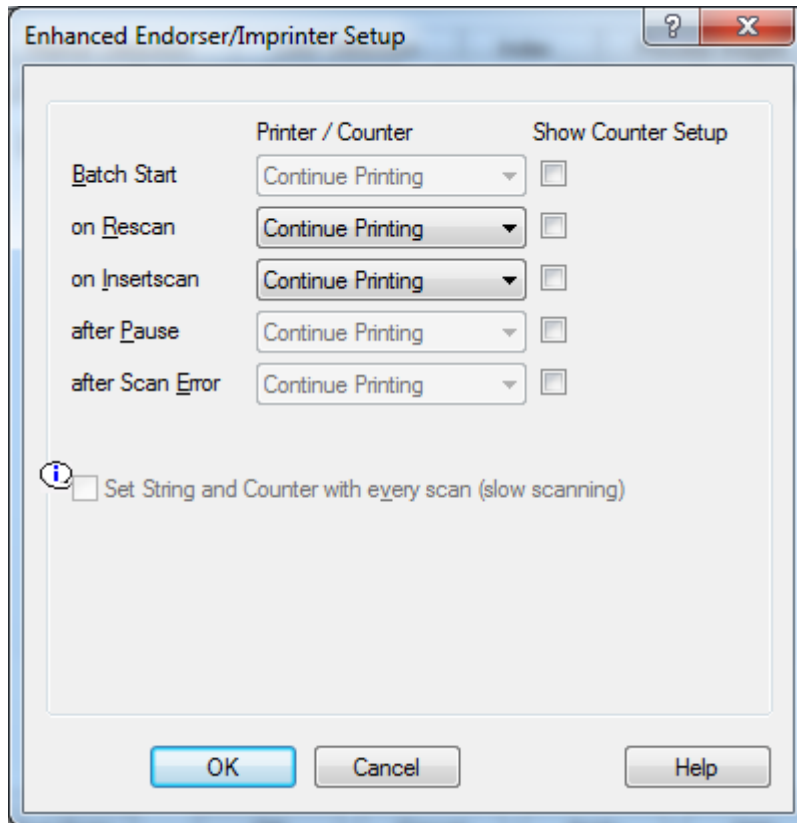 Enhanced Endorser/Imprinter Setup
Printer / Counter Show Counter Setup
Batch Start Continue Printing
on Rescan Continue Printing
on Insertscan Continue Printing
after Pause Continue Printing
after Scan Error Continue Printing
Set String and Counter with every scan (slow scanning)
OK Cancel Help